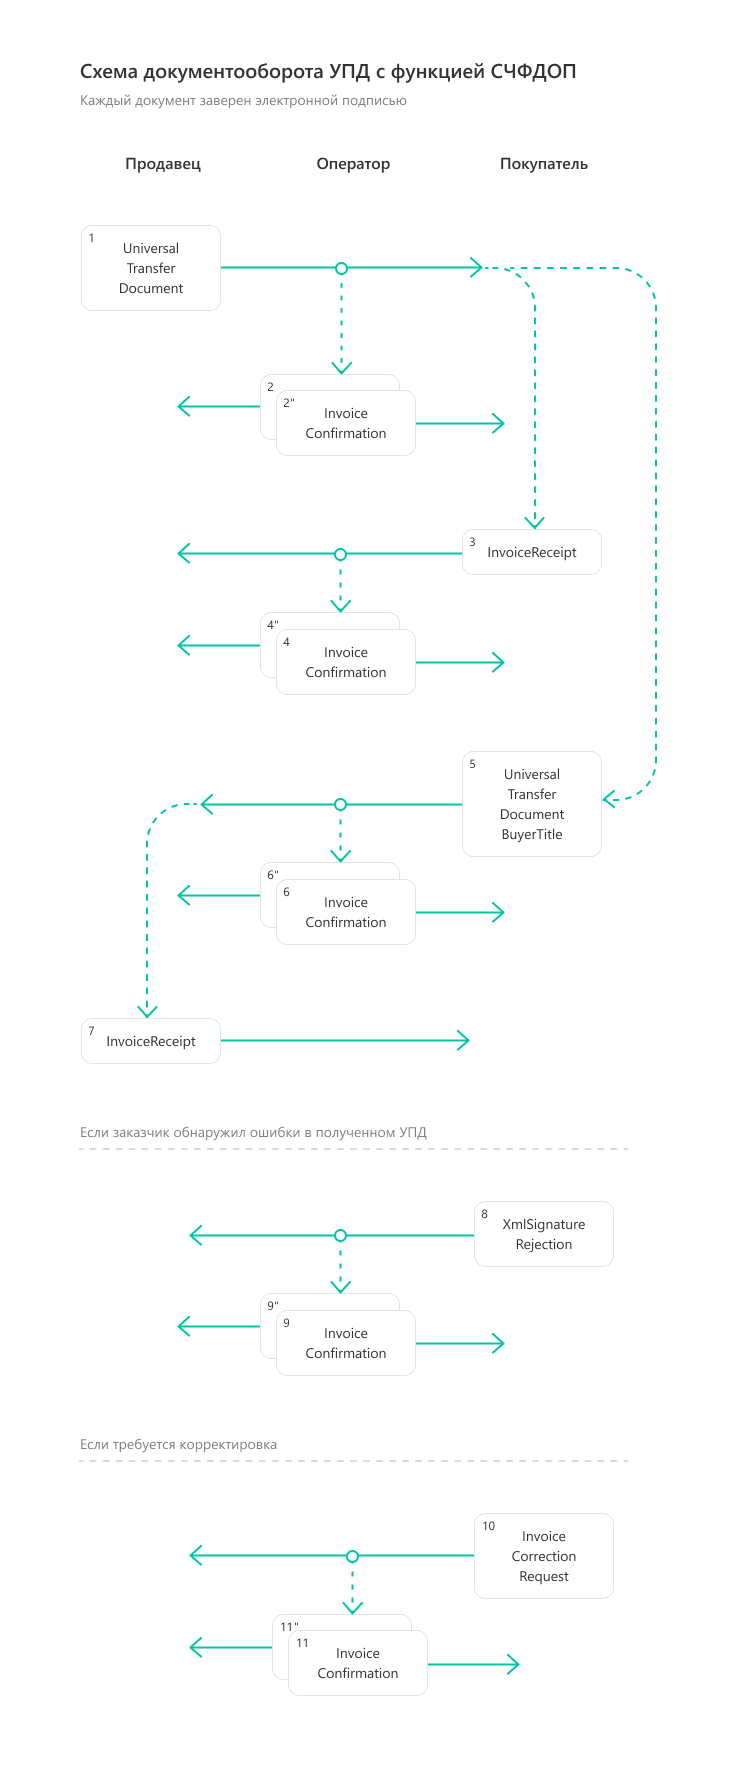 Схема документооборота УПД с функцией СЧФДОП
Каждый документ заверен электронной подписью
Продавец
Оператор
Покупатель
1
Universal
Transfer
Document
2
2"
Invoice
Confirmation
3
InvoiceReceipt
4"
4
Invoice
Confirmation
5
Universal
Transfer
Document
BuyerTitle
6"
6
Invoice
Confirmation
7
InvoiceReceipt
Если заказчик обнаружил ошибки в полученном УПД
8
XmlSignature
Rejection
9"
9
Invoice
Confirmation
Если требуется корректировка
10
Invoice
Correction
Request
11"
11
Invoice
Confirmation